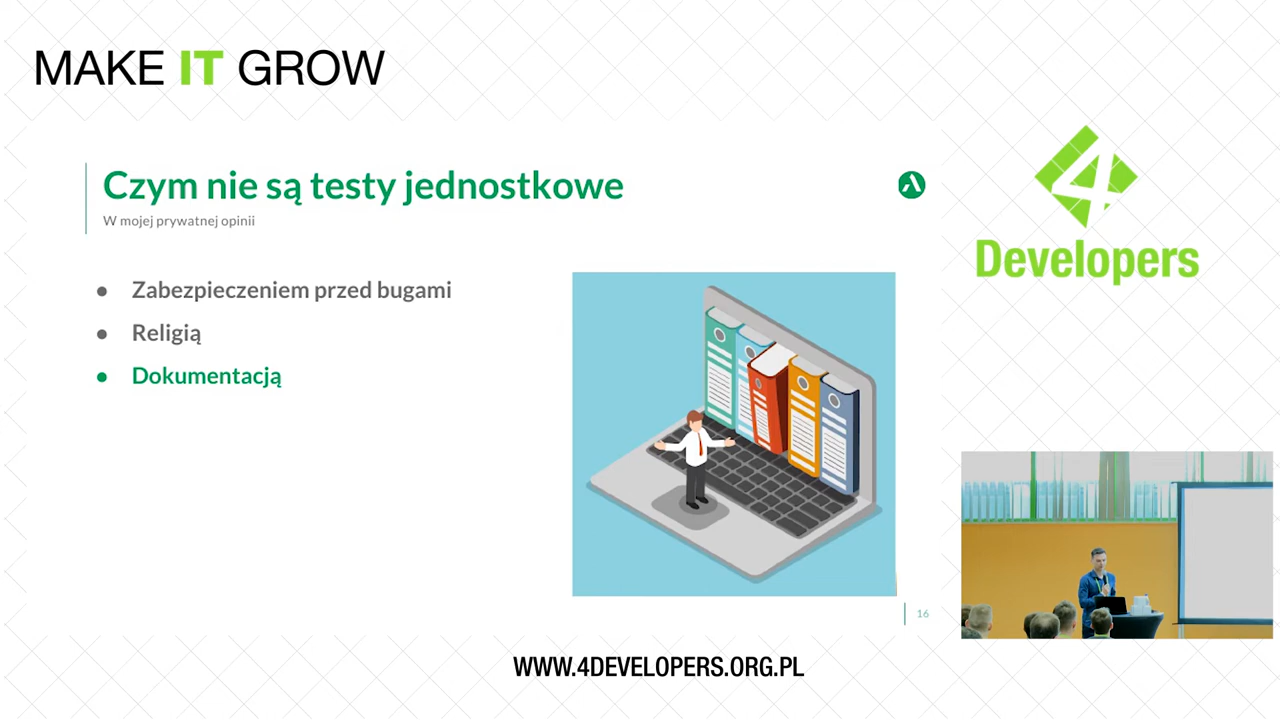 MAKE IT GROW
Czym nie są testy jednostkowe
W mojej prywatnej opinii
● Zabezpieczeniem przed bugami
● Religią
● Dokumentacją
16
4
Developers
WWW.4DEVELOPERS.ORG.PL